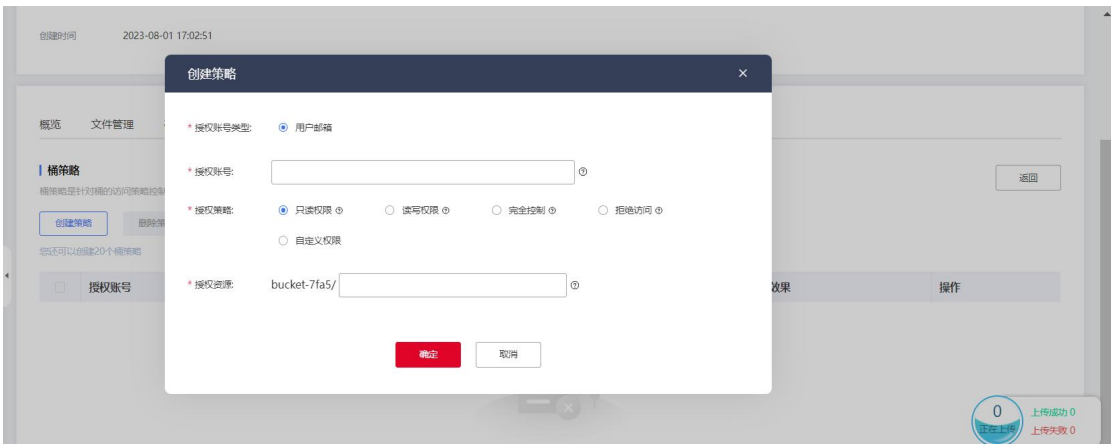 创建时间 2023-08-01 17:02:51
创建策略
概览 文件管理
* 授权账号类型: 用户邮箱
桶策略
* 授权账号:
返回
桶策略是针对桶的访问策略控制
* 授权策略: 只读权限 读写权限 完全控制 拒绝访问
创建策略 删除策
自定义权限
您还可以创建20个桶策略
授权账号 * 授权资源: bucket-7fa5/ 效果 操作
确定 取消
0 上传成功 0
正在上传 上传失败 0